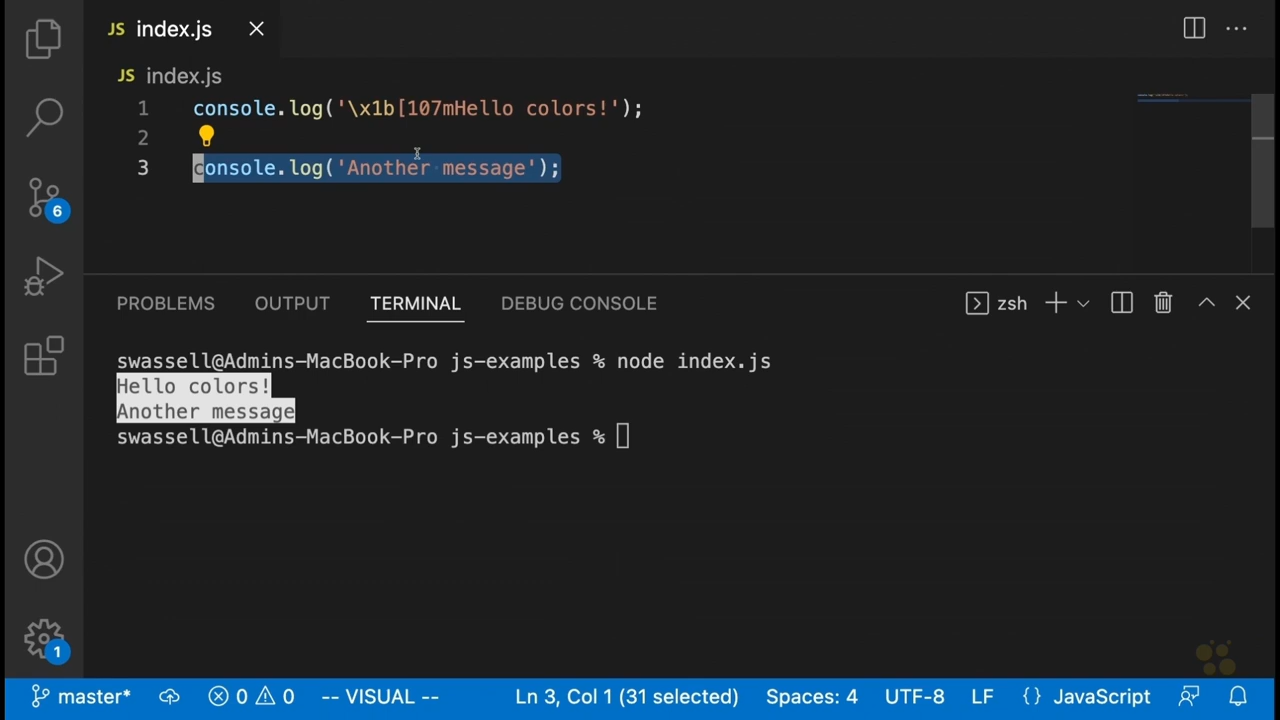 JS index.js
JS index.js
1 console.log('\x1b[107mHello colors!');
2
3 console.log('Another message');
6
PROBLEMS OUTPUT TERMINAL DEBUG CONSOLE zsh
swassell@Admins-MacBook-Pro js-examples % node index.js
Hello colors!
Another message
swassell@Admins-MacBook-Pro js-examples %
1
master* 0 0 -- VISUAL -- Ln 3, Col 1 (31 selected) Spaces: 4 UTF-8 LF {} JavaScript